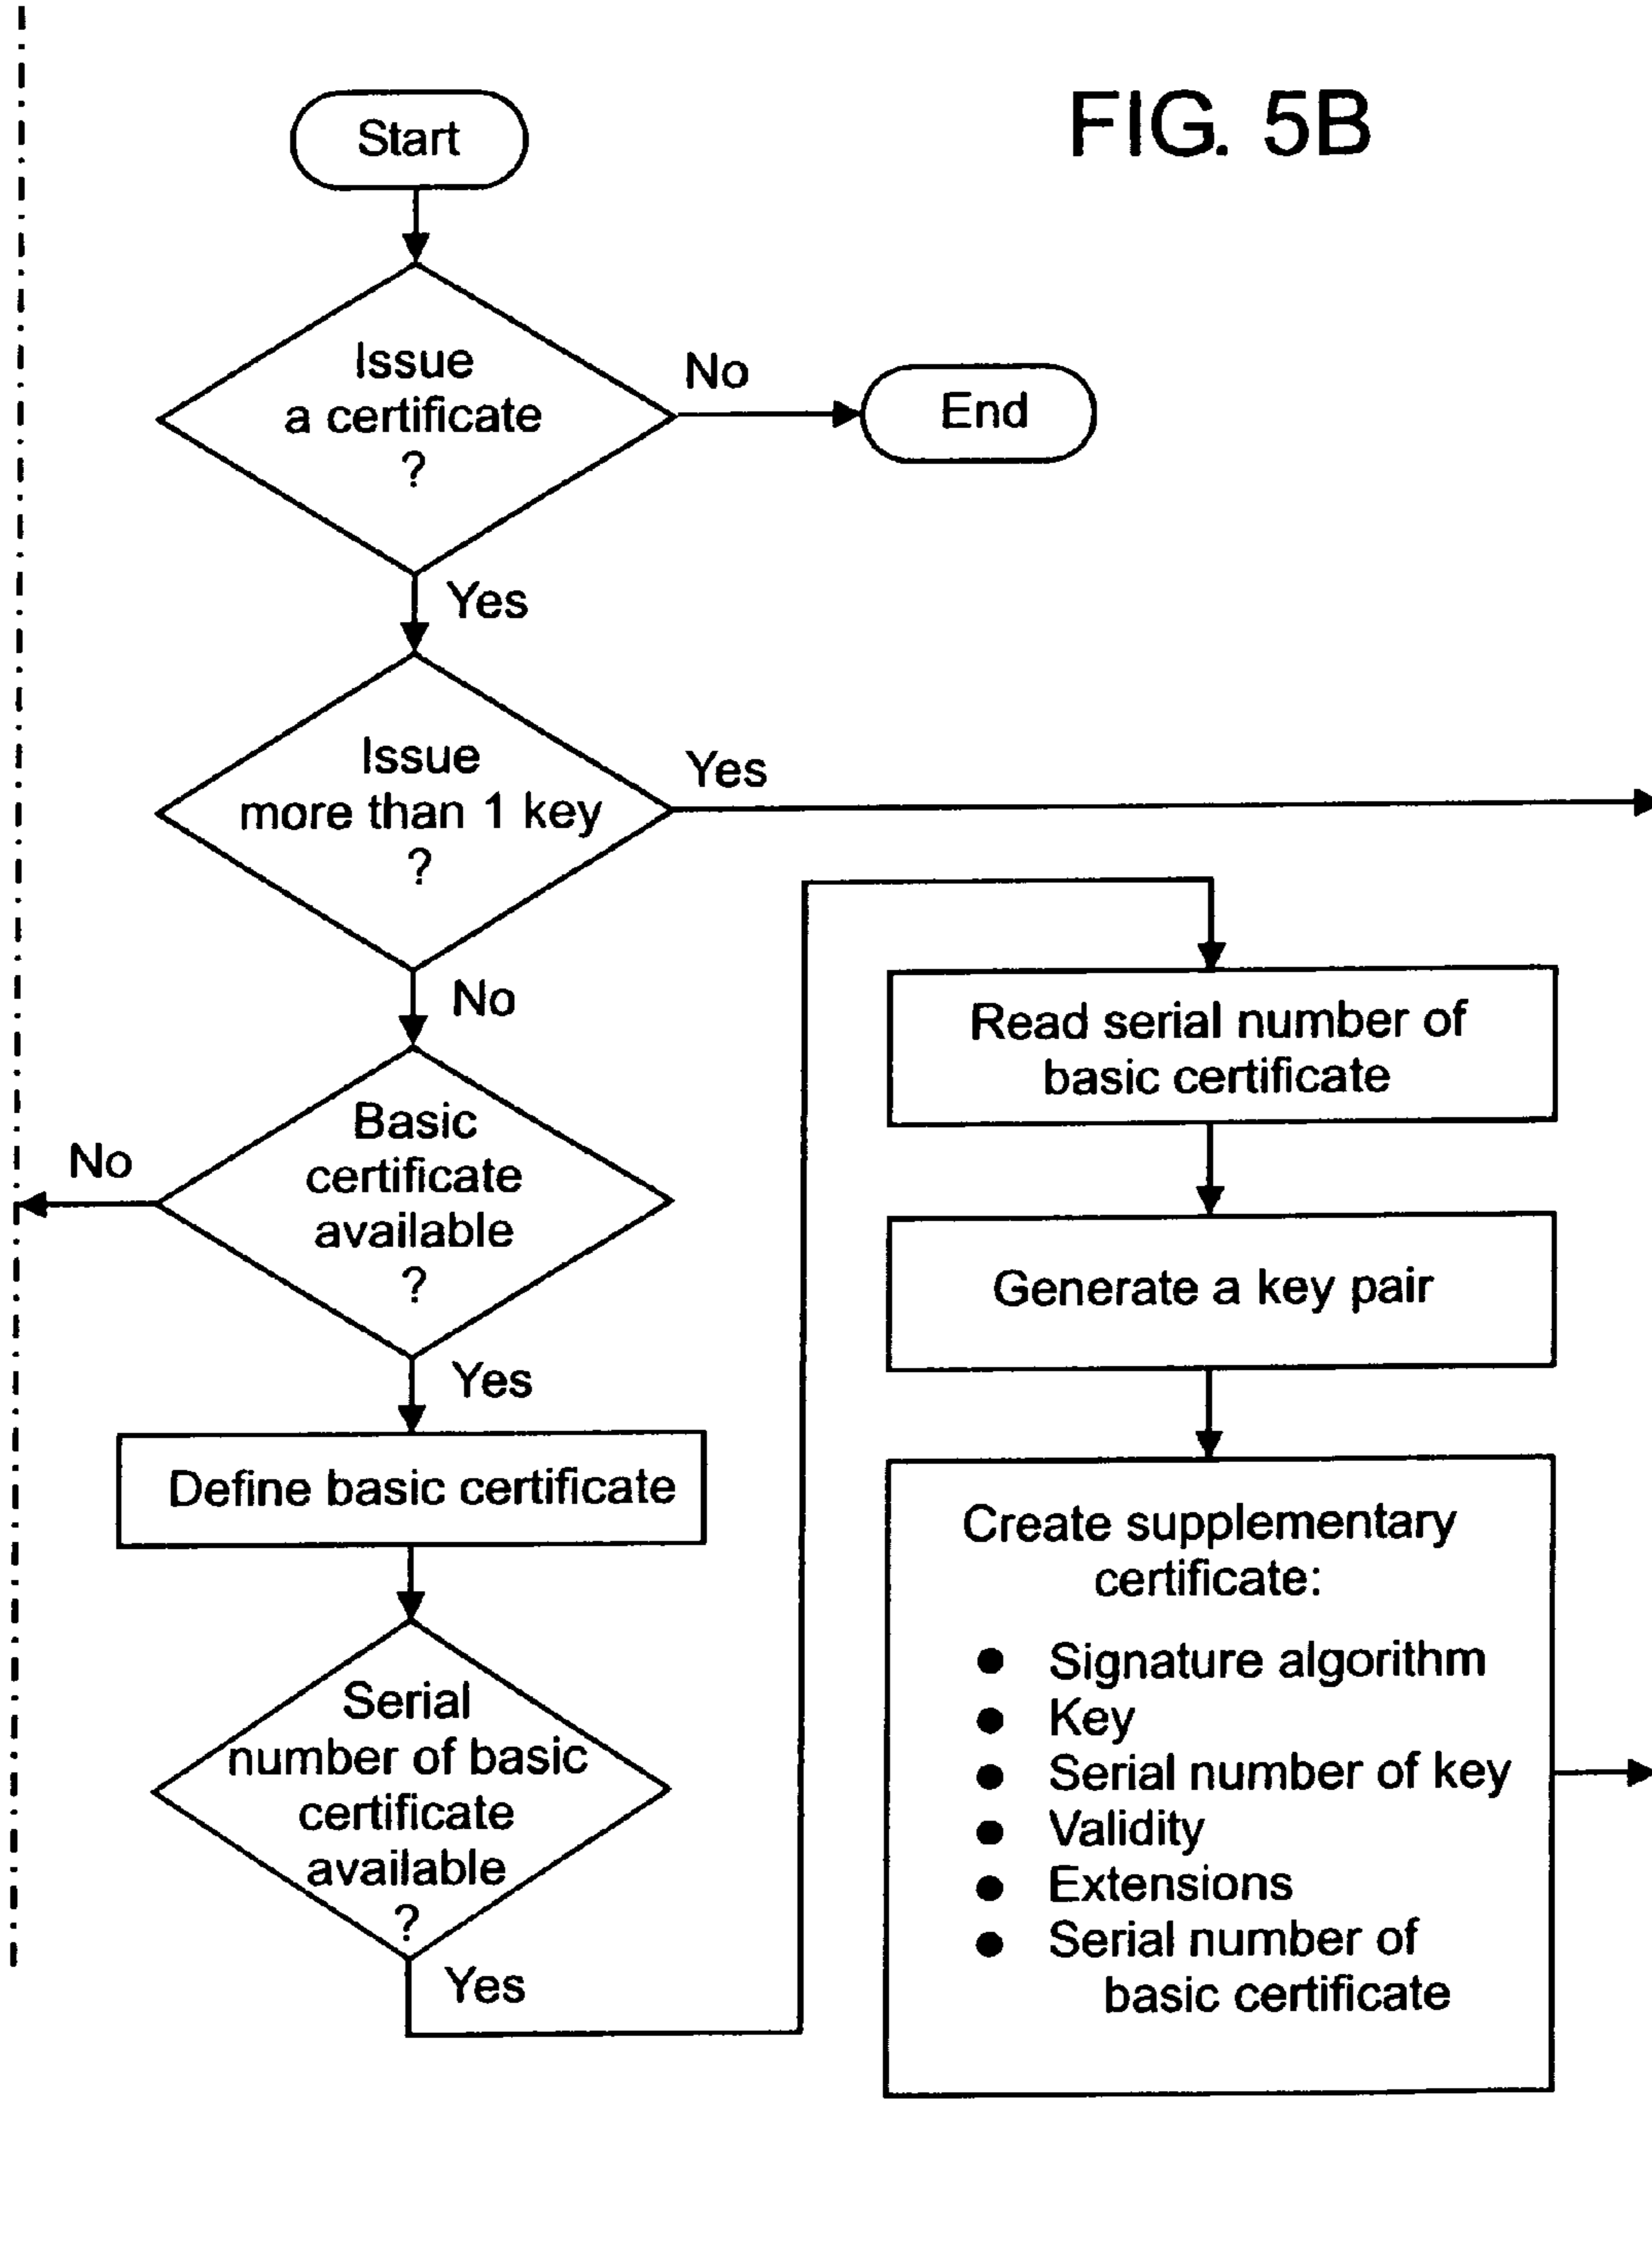 FIG. 5B
Start
Issue
a certificate
?
No
End
Yes
Issue
more than 1 key
?
Yes
No
Basic
certificate
available
?
No
Yes
Define basic certificate
Serial
number of basic
certificate
available
?
Yes
Read serial number of
basic certificate
Generate a key pair
Create supplementary
certificate:
● Signature algorithm
● Key
● Serial number of key
● Validity
● Extensions
● Serial number of
basic certificate